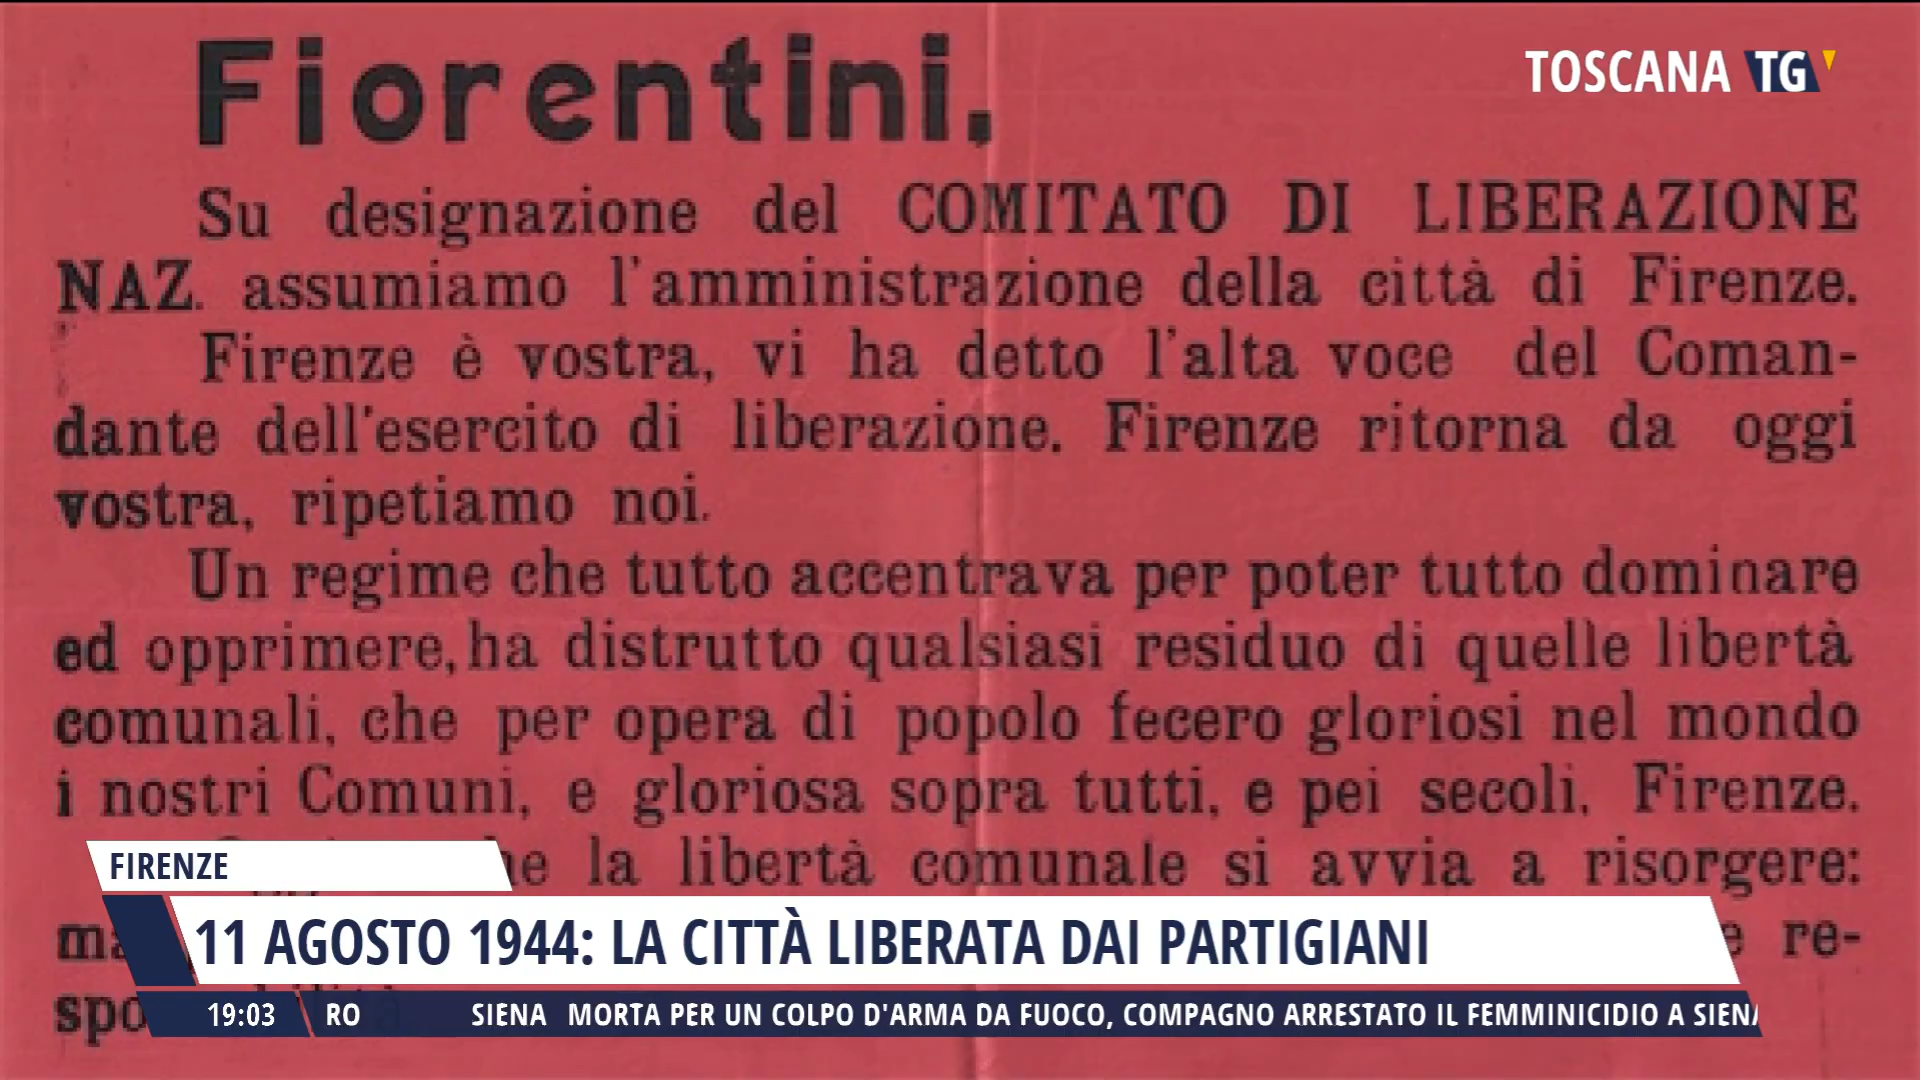 Fiorentini,
TOSCANA TG
Su designazione del COMITATO DI LIBERAZIONE
NAZ. assumiamo l'amministrazione della città di Firenze.
Firenze è vostra, vi ha detto l'alta voce del Coman-
dante dell'esercito di liberazione. Firenze ritorna da oggi
vostra, ripetiamo noi.
Un regime che tutto accentrava per poter tutto dominare
ed opprimere, ha distrutto qualsiasi residuo di quelle libertà
comunali, che per opera di popolo fecero gloriosi nel mondo
i nostri Comuni, e gloriosa sopra tutti, e pei secoli, Firenze.
la libertà comunale si avvia a risorgere:
re-
FIRENZE
11 AGOSTO 1944: LA CITTÀ LIBERATA DAI PARTIGIANI
19:03 RO SIENA MORTA PER UN COLPO D'ARMA DA FUOCO, COMPAGNO ARRESTATO IL FEMMINICIDIO A SIENA